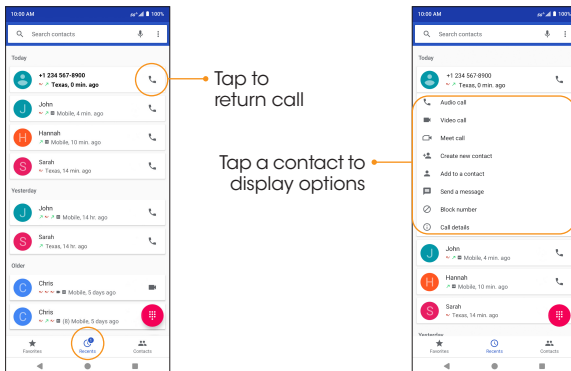 10:00 AM
5G 100%
Search contacts
Today
+1 234 567-8900
Texas, 0 min. ago
John
Mobile, 4 min. ago
Hannah
Mobile, 10 min. ago
Sarah
Texas, 14 min. ago
Yesterday
John
Mobile, 14 hr. ago
Sarah
Texas, 14 hr. ago
Older
Chris
Mobile, 5 days ago
Chris
(8) Mobile, 5 days ago
Favorites
Recents
Contacts
Tap to
return call
Tap a contact to
display options
10:00 AM
5G 100%
Search contacts
Today
+1 234 567-8900
Texas, 0 min. ago
Audio call
Video call
Meet call
Create new contact
Add to a contact
Send a message
Block number
Call details
J John
Mobile, 4 min. ago
H Hannah
Mobile, 10 min. ago
S Sarah
Texas, 14 min. ago
Yesterday
Favorites
Recents
Contacts